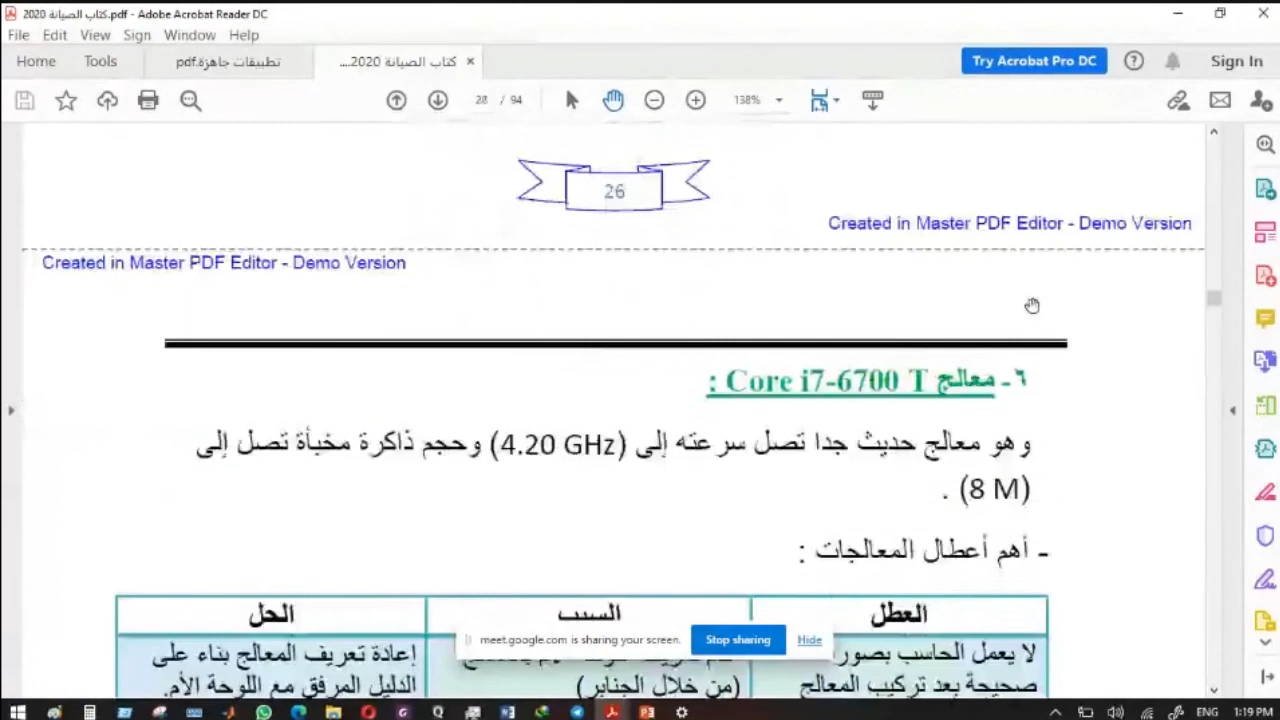 كتاب الصيانة 2020.pdf - Adobe Acrobat Reader DC
File Edit View Sign Window Help
Home Tools تطبيقات جاهزة.pdf كتاب الصيانة 2020... × Try Acrobat Pro DC Sign In
28 / 94 138%
26
Created in Master PDF Editor - Demo Version
Created in Master PDF Editor - Demo Version
٦ - معالج Core i7-6700 T :
وهو معالج حديث جدا تصل سرعته إلى (4.20 GHz) وحجم ذاكرة مخبأة تصل إلى
(8 M) .
- أهم أعطال المعالجات :
العطل السبب الحل
لا يعمل الحاسب بصورة إعادة تعريف المعالج بناء على
صحيحة بعد تركيب المعالج (من خلال الجنابر) الدليل المرفق مع اللوحة الأم.
meet.google.com is sharing your screen. Stop sharing Hide
ENG 1:19 PM